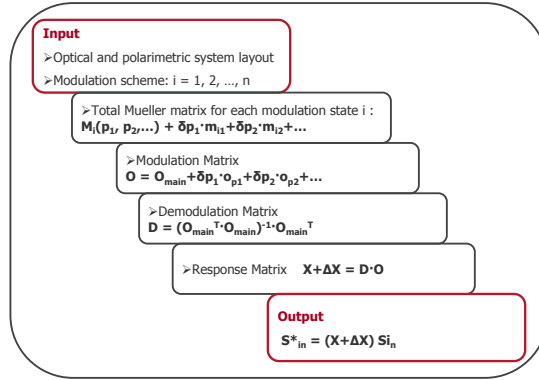 Input
➢Optical and polarimetric system layout
➢Modulation scheme: i = 1, 2, …, n
➢Total Mueller matrix for each modulation state i :
Mᵢ(p₁, p₂,…) + δp₁·mᵢ₁+δp₂·mᵢ₂+…
➢Modulation Matrix
O = Oₘₐᵢₙ+δp₁·oₚ₁+δp₂·oₚ₂+…
➢Demodulation Matrix
D = (Oₘₐᵢₙᵀ·Oₘₐᵢₙ)⁻¹·Oₘₐᵢₙᵀ
➢Response Matrix X+ΔX = D·O
Output
S*ᵢₙ = (X+ΔX) Siₙ